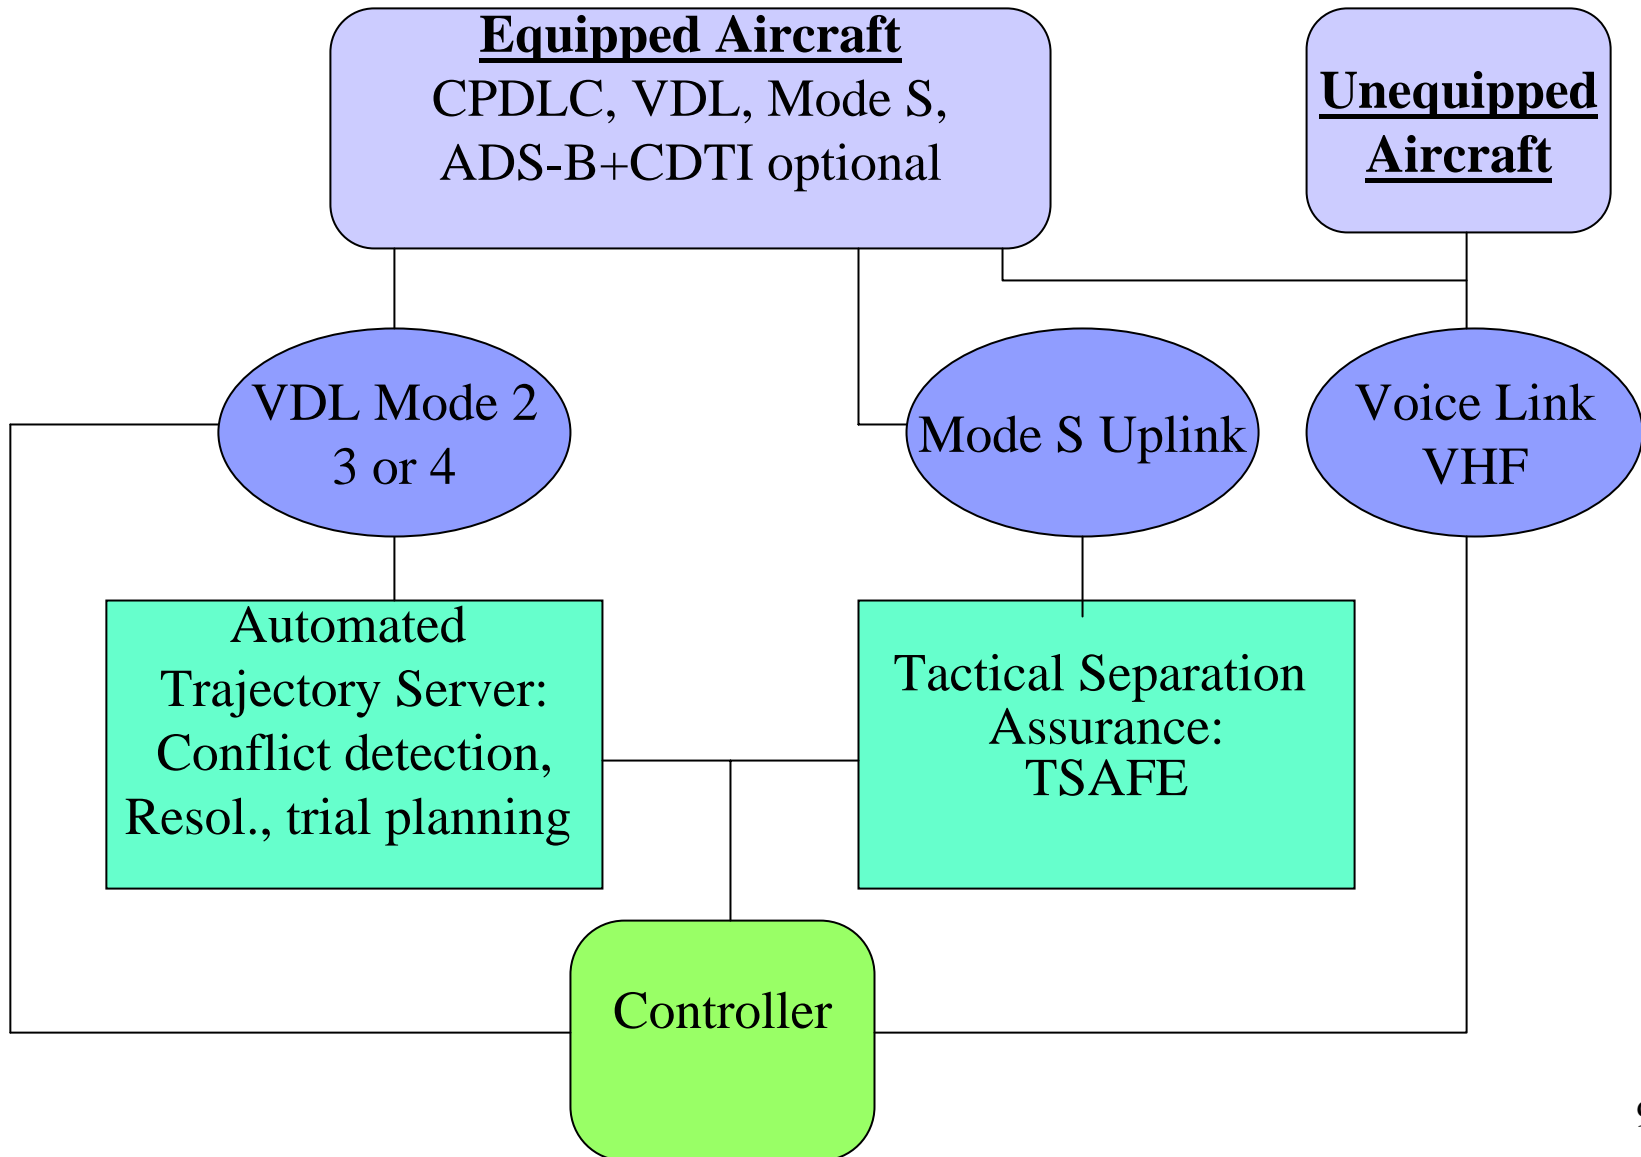 Equipped Aircraft
CPDLC, VDL, Mode S,
ADS-B+CDTI optional
Unequipped
Aircraft
VDL Mode 2
3 or 4
Mode S Uplink
Voice Link
VHF
Automated
Trajectory Server:
Conflict detection,
Resol., trial planning
Tactical Separation
Assurance:
TSAFE
Controller